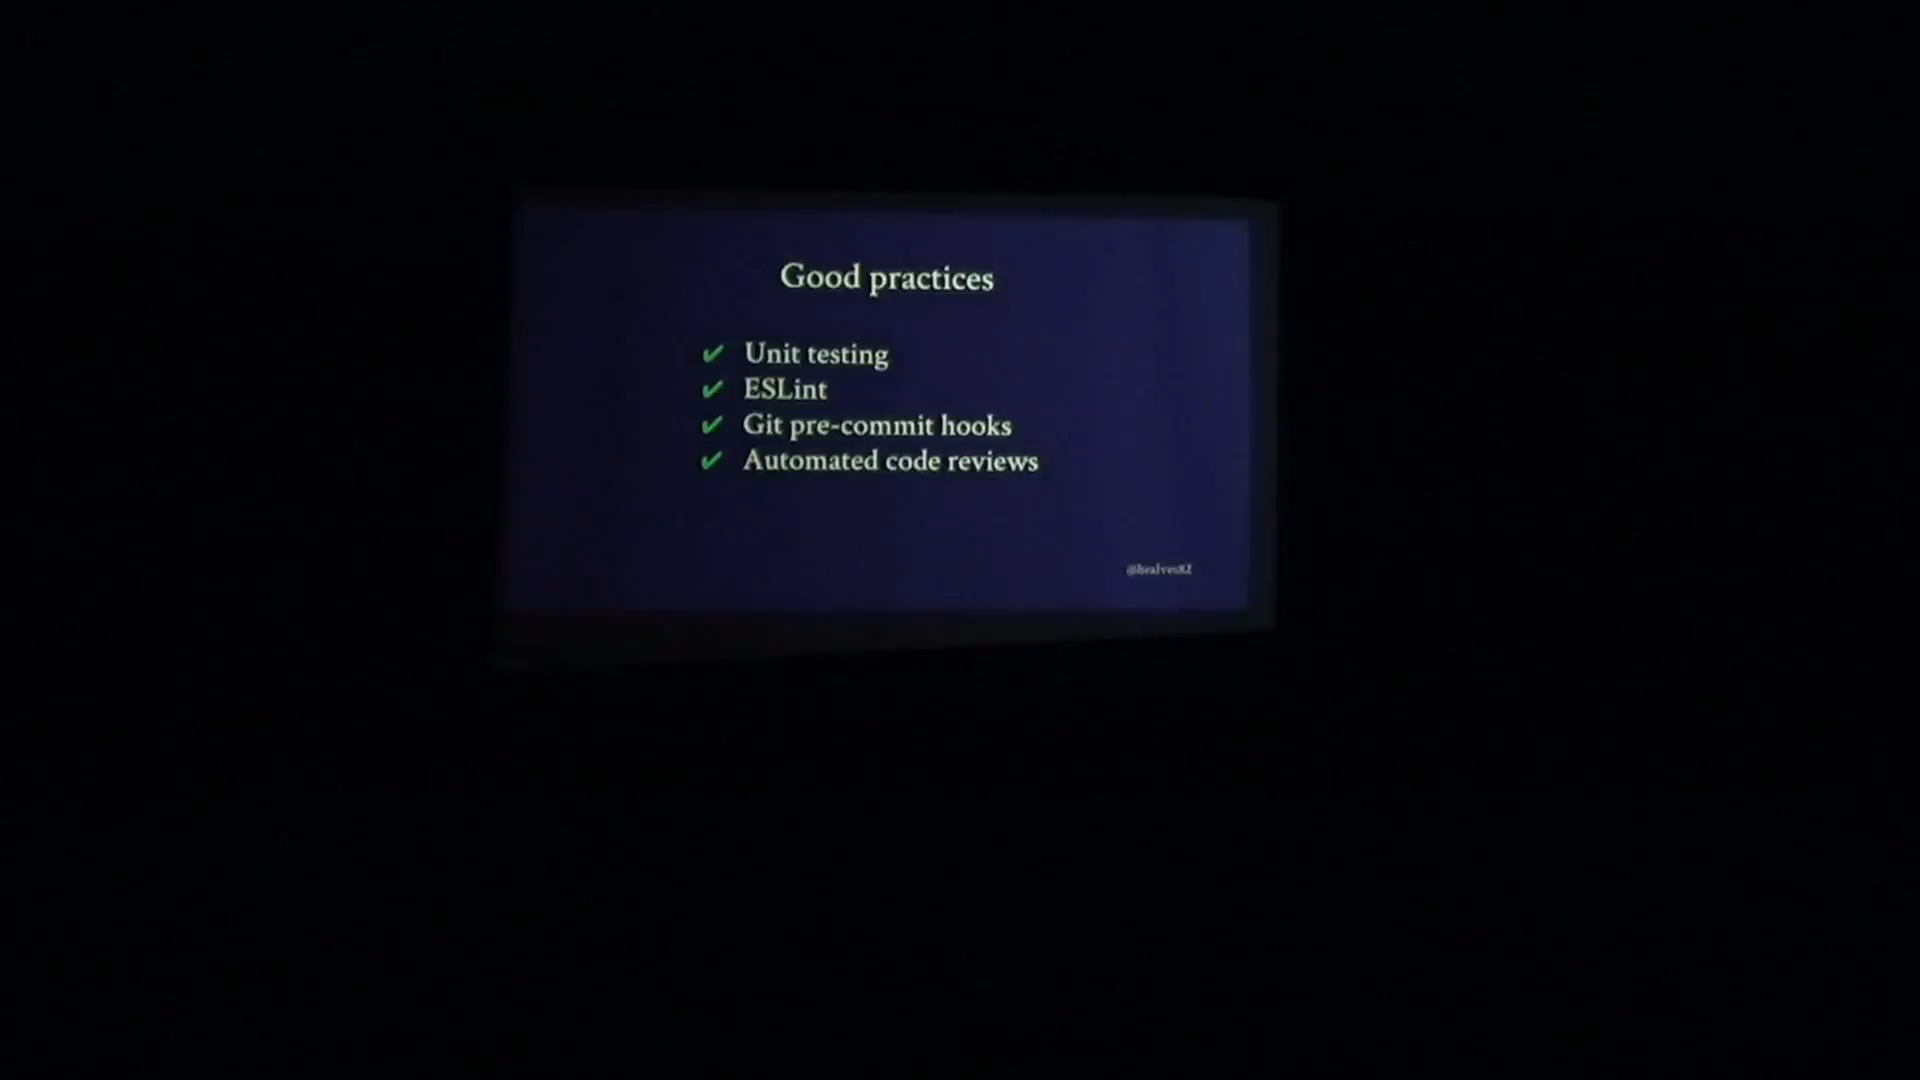 Good practices
✔ Unit testing
✔ ESLint
✔ Git pre-commit hooks
✔ Automated code reviews